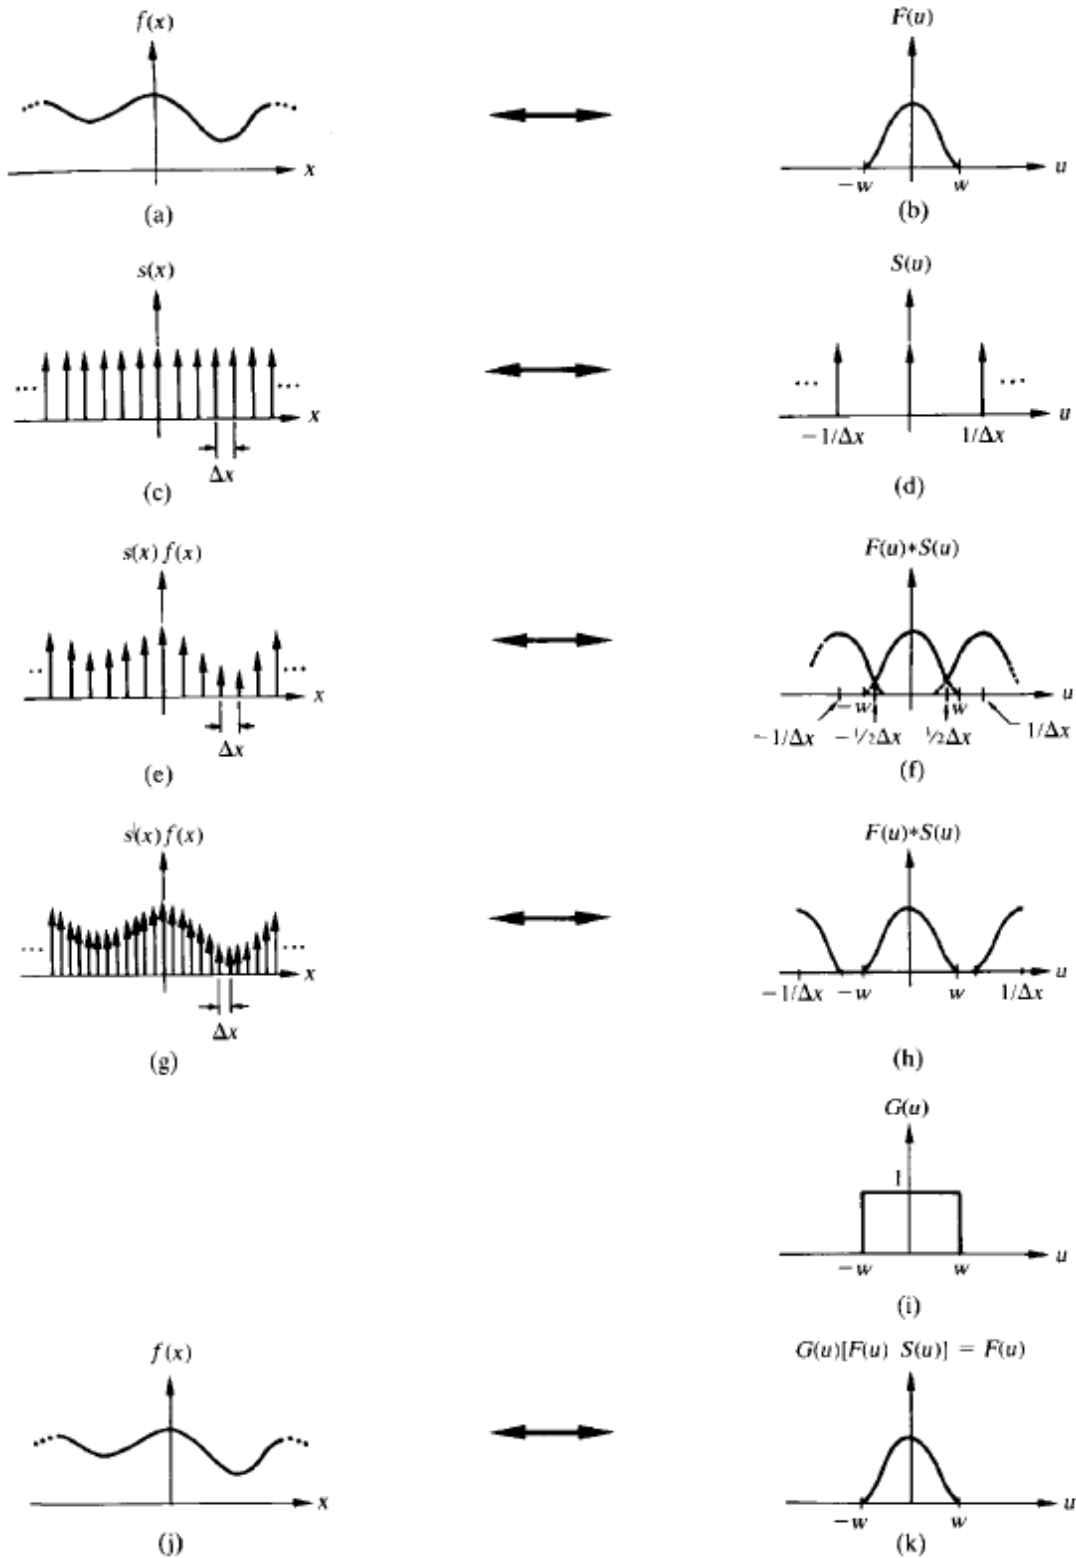 f(x)
F(u)
x
u
−w
w
(a)
(b)
s(x)
S(u)
...
...
...
...
x
u
−1/Δx
1/Δx
Δx
(c)
(d)
s(x) f(x)
F(u)*S(u)
..
...
x
u
−w
w
Δx
−1/Δx
−½Δx
½Δx
1/Δx
(e)
(f)
s(x) f(x)
F(u)*S(u)
...
...
x
u
−1/Δx
−w
w
1/Δx
Δx
(g)
(h)
G(u)
1
u
−w
w
(i)
f(x)
G(u)[F(u) S(u)] = F(u)
x
u
−w
w
(j)
(k)